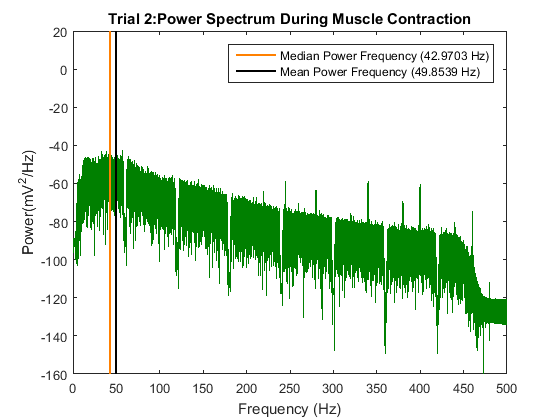 Trial 2:Power Spectrum During Muscle Contraction
Median Power Frequency (42.9703 Hz)
Mean Power Frequency (49.8539 Hz)
Power(mV²/Hz)
20
0
-20
-40
-60
-80
-100
-120
-140
-160
0 50 100 150 200 250 300 350 400 450 500
Frequency (Hz)